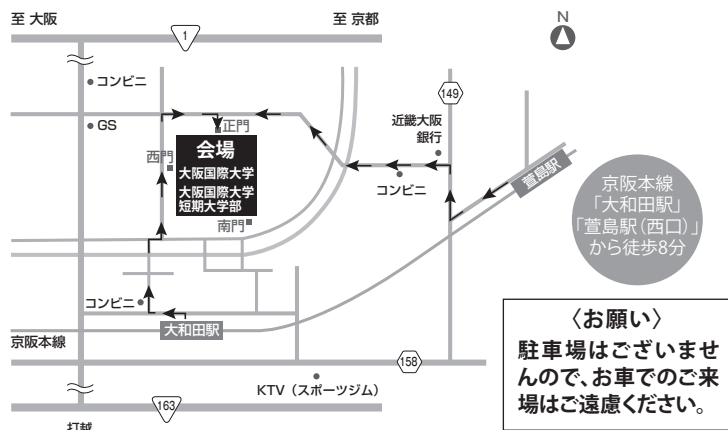 至 大阪
至 京都
N
1
コンビニ
149
GS
正門
近畿大阪
銀行
会場
西門
大阪国際大学
大阪国際大学
短期大学部
コンビニ
萱島駅
南門
京阪本線
「大和田駅」
「萱島駅(西口)」
から徒歩8分
コンビニ
大和田駅
京阪本線
158
〈お願い〉
駐車場はございませ
んので、お車でのご来
場はご遠慮ください。
KTV(スポーツジム)
163
打越